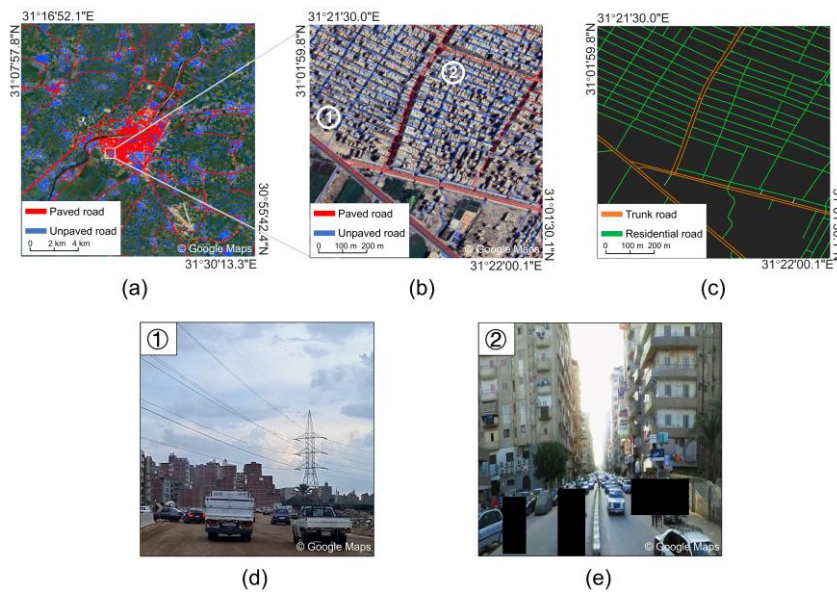 31°16'52.1"E
31°07'57.8"N
Paved road
Unpaved road
0 2 km 4 km
© Google Maps
30°55'42.4"N
31°30'13.3"E
(a)
31°21'30.0"E
31°01'59.8"N
①
②
Paved road
Unpaved road
0 100 m 200 m
© Google Maps
31°01'30.1"N
31°22'00.1"E
(b)
31°21'30.0"E
31°01'59.8"N
Trunk road
Residential road
0 100 m 200 m
31°22'00.1"E
(c)
①
© Google Maps
(d)
②
© Google Maps
(e)